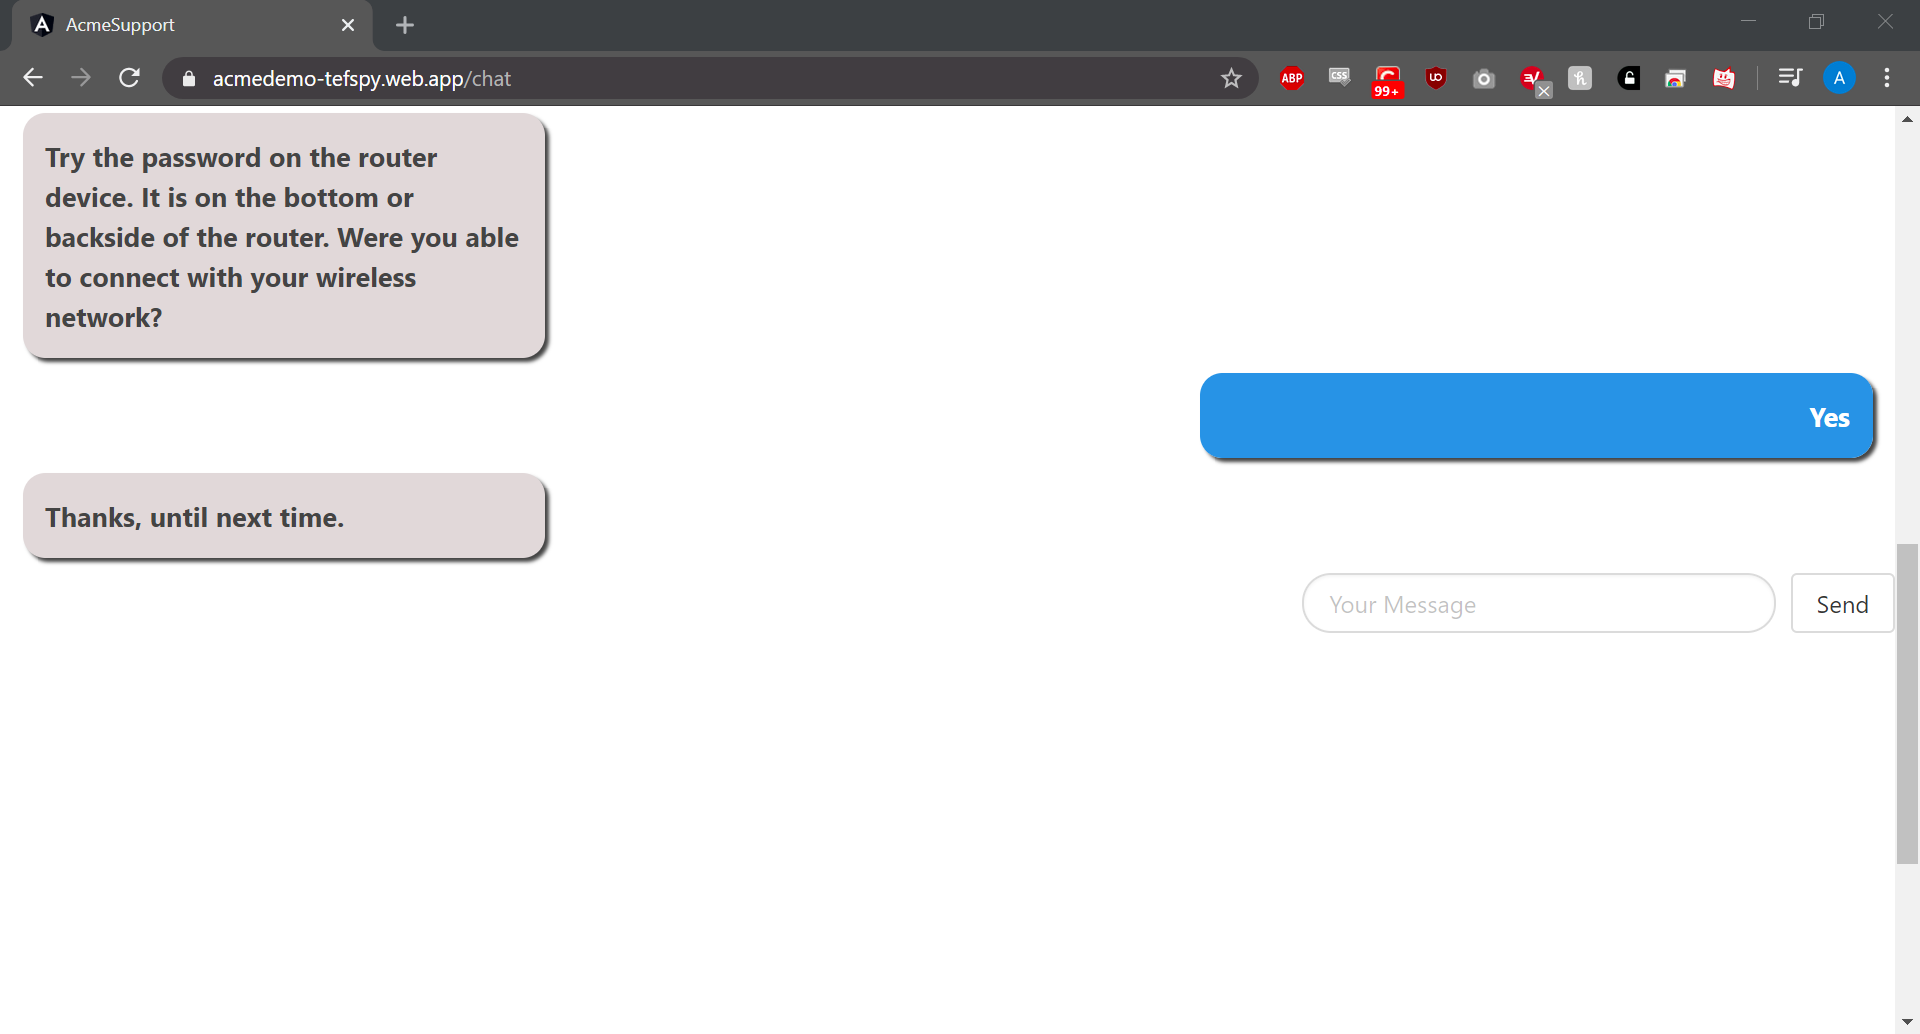 AcmeSupport
acmedemo-tefspy.web.app/chat
ABP
CSS
99+
UO
A
Try the password on the router
device. It is on the bottom or
backside of the router. Were you able
to connect with your wireless
network?
Yes
Thanks, until next time.
Your Message
Send